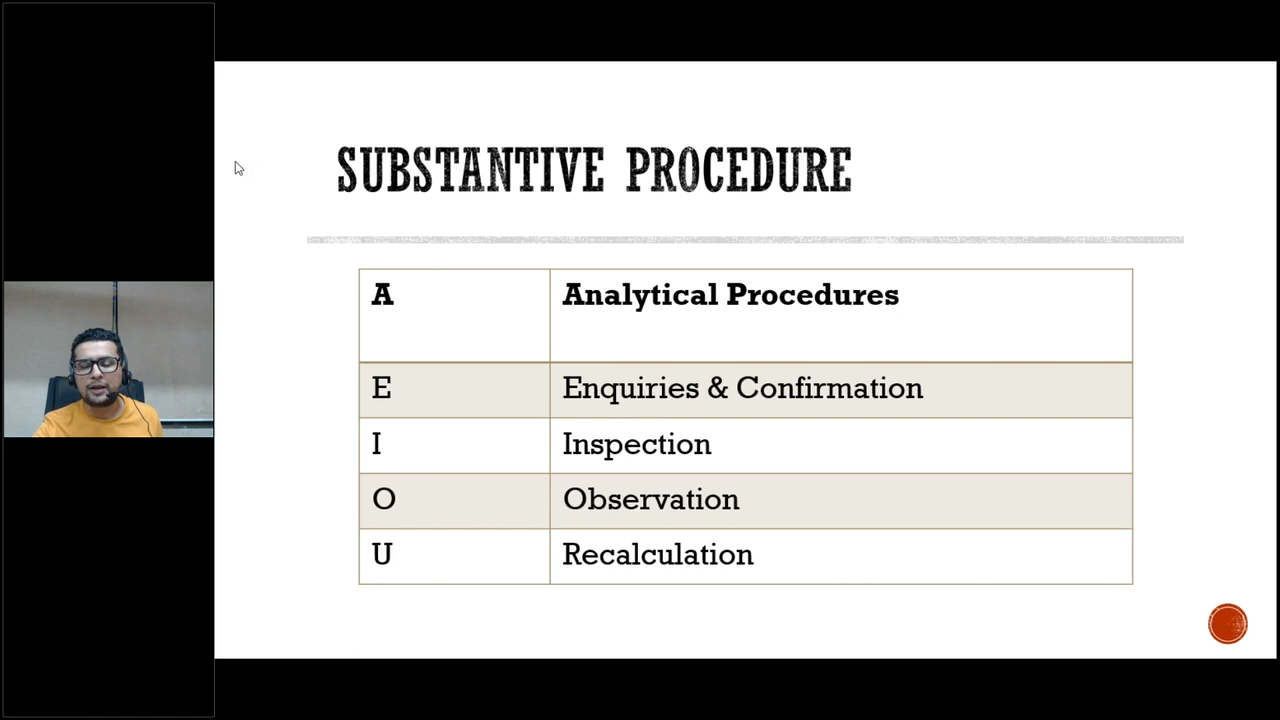 SUBSTANTIVE PROCEDURE
A Analytical Procedures
E Enquiries & Confirmation
I Inspection
O Observation
U Recalculation